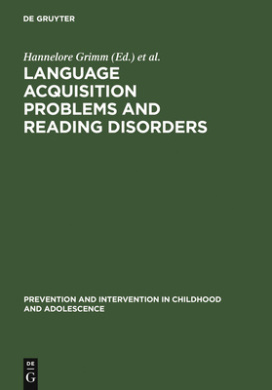 DE GRUYTER
Hannelore Grimm (Ed.) et al.
LANGUAGE
ACQUISITION
PROBLEMS AND
READING DISORDERS
PREVENTION AND INTERVENTION IN CHILDHOOD
AND ADOLESCENCE
DE
G